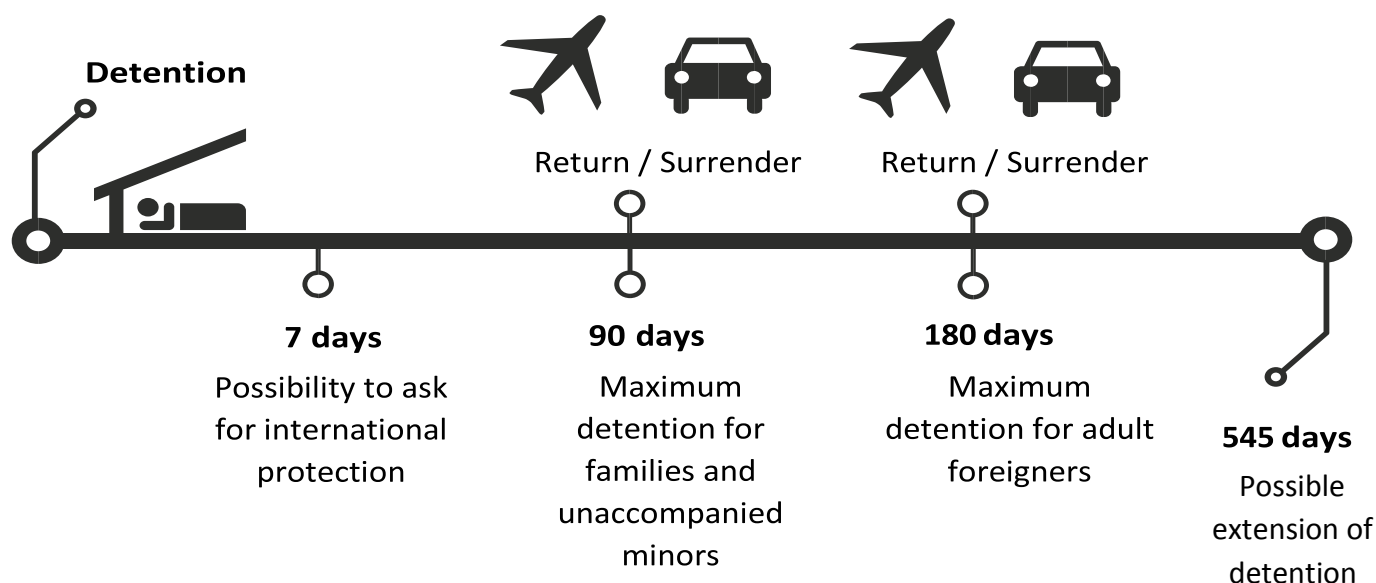 Detention
Return / Surrender
Return / Surrender
7 days
Possibility to ask
for international
protection
90 days
Maximum
detention for
families and
unaccompanied
minors
180 days
Maximum
detention for adult
foreigners
545 days
Possible
extension of
detention